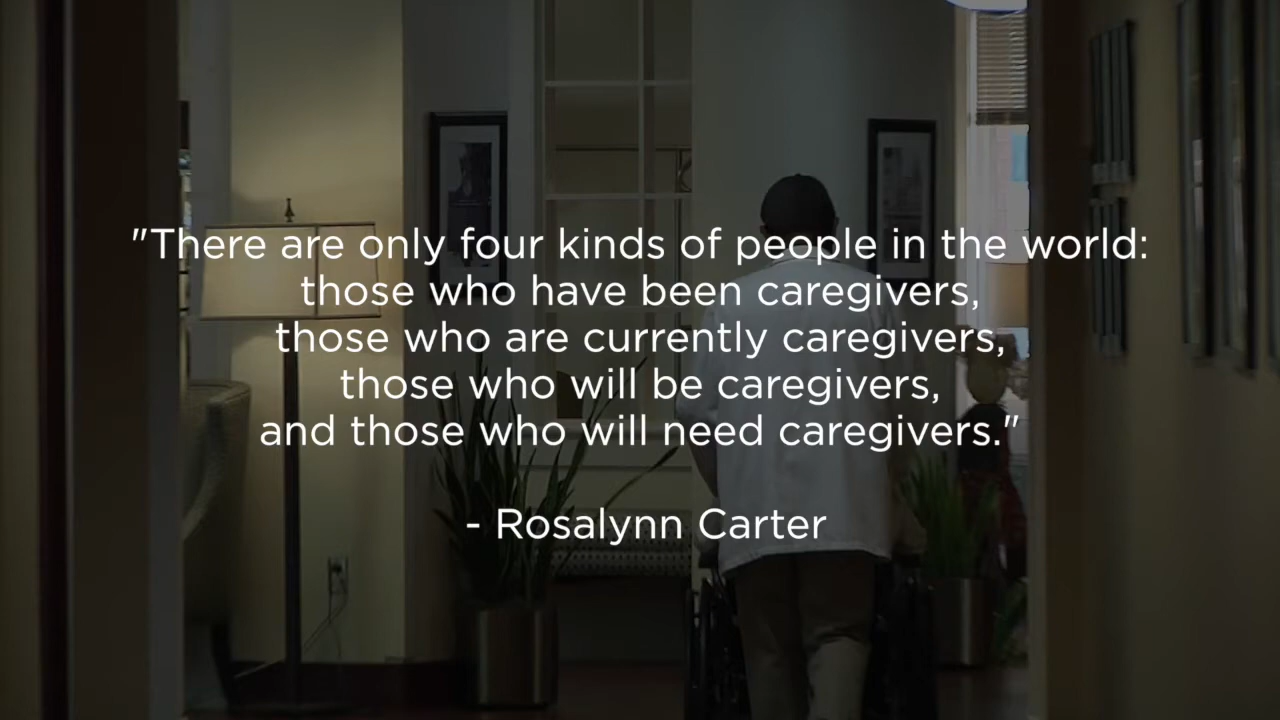 "There are only four kinds of people in the world:
those who have been caregivers,
those who are currently caregivers,
those who will be caregivers,
and those who will need caregivers."
- Rosalynn Carter